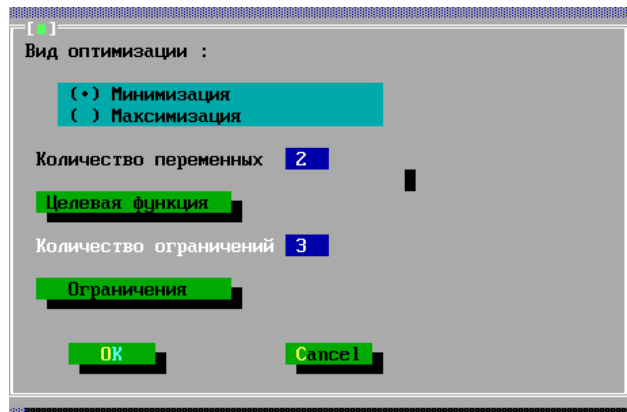 [■]
Вид оптимизации :
(•) Минимизация
( ) Максимизация
Количество переменных 2
Целевая функция
Количество ограничений 3
Ограничения
OK
Cancel